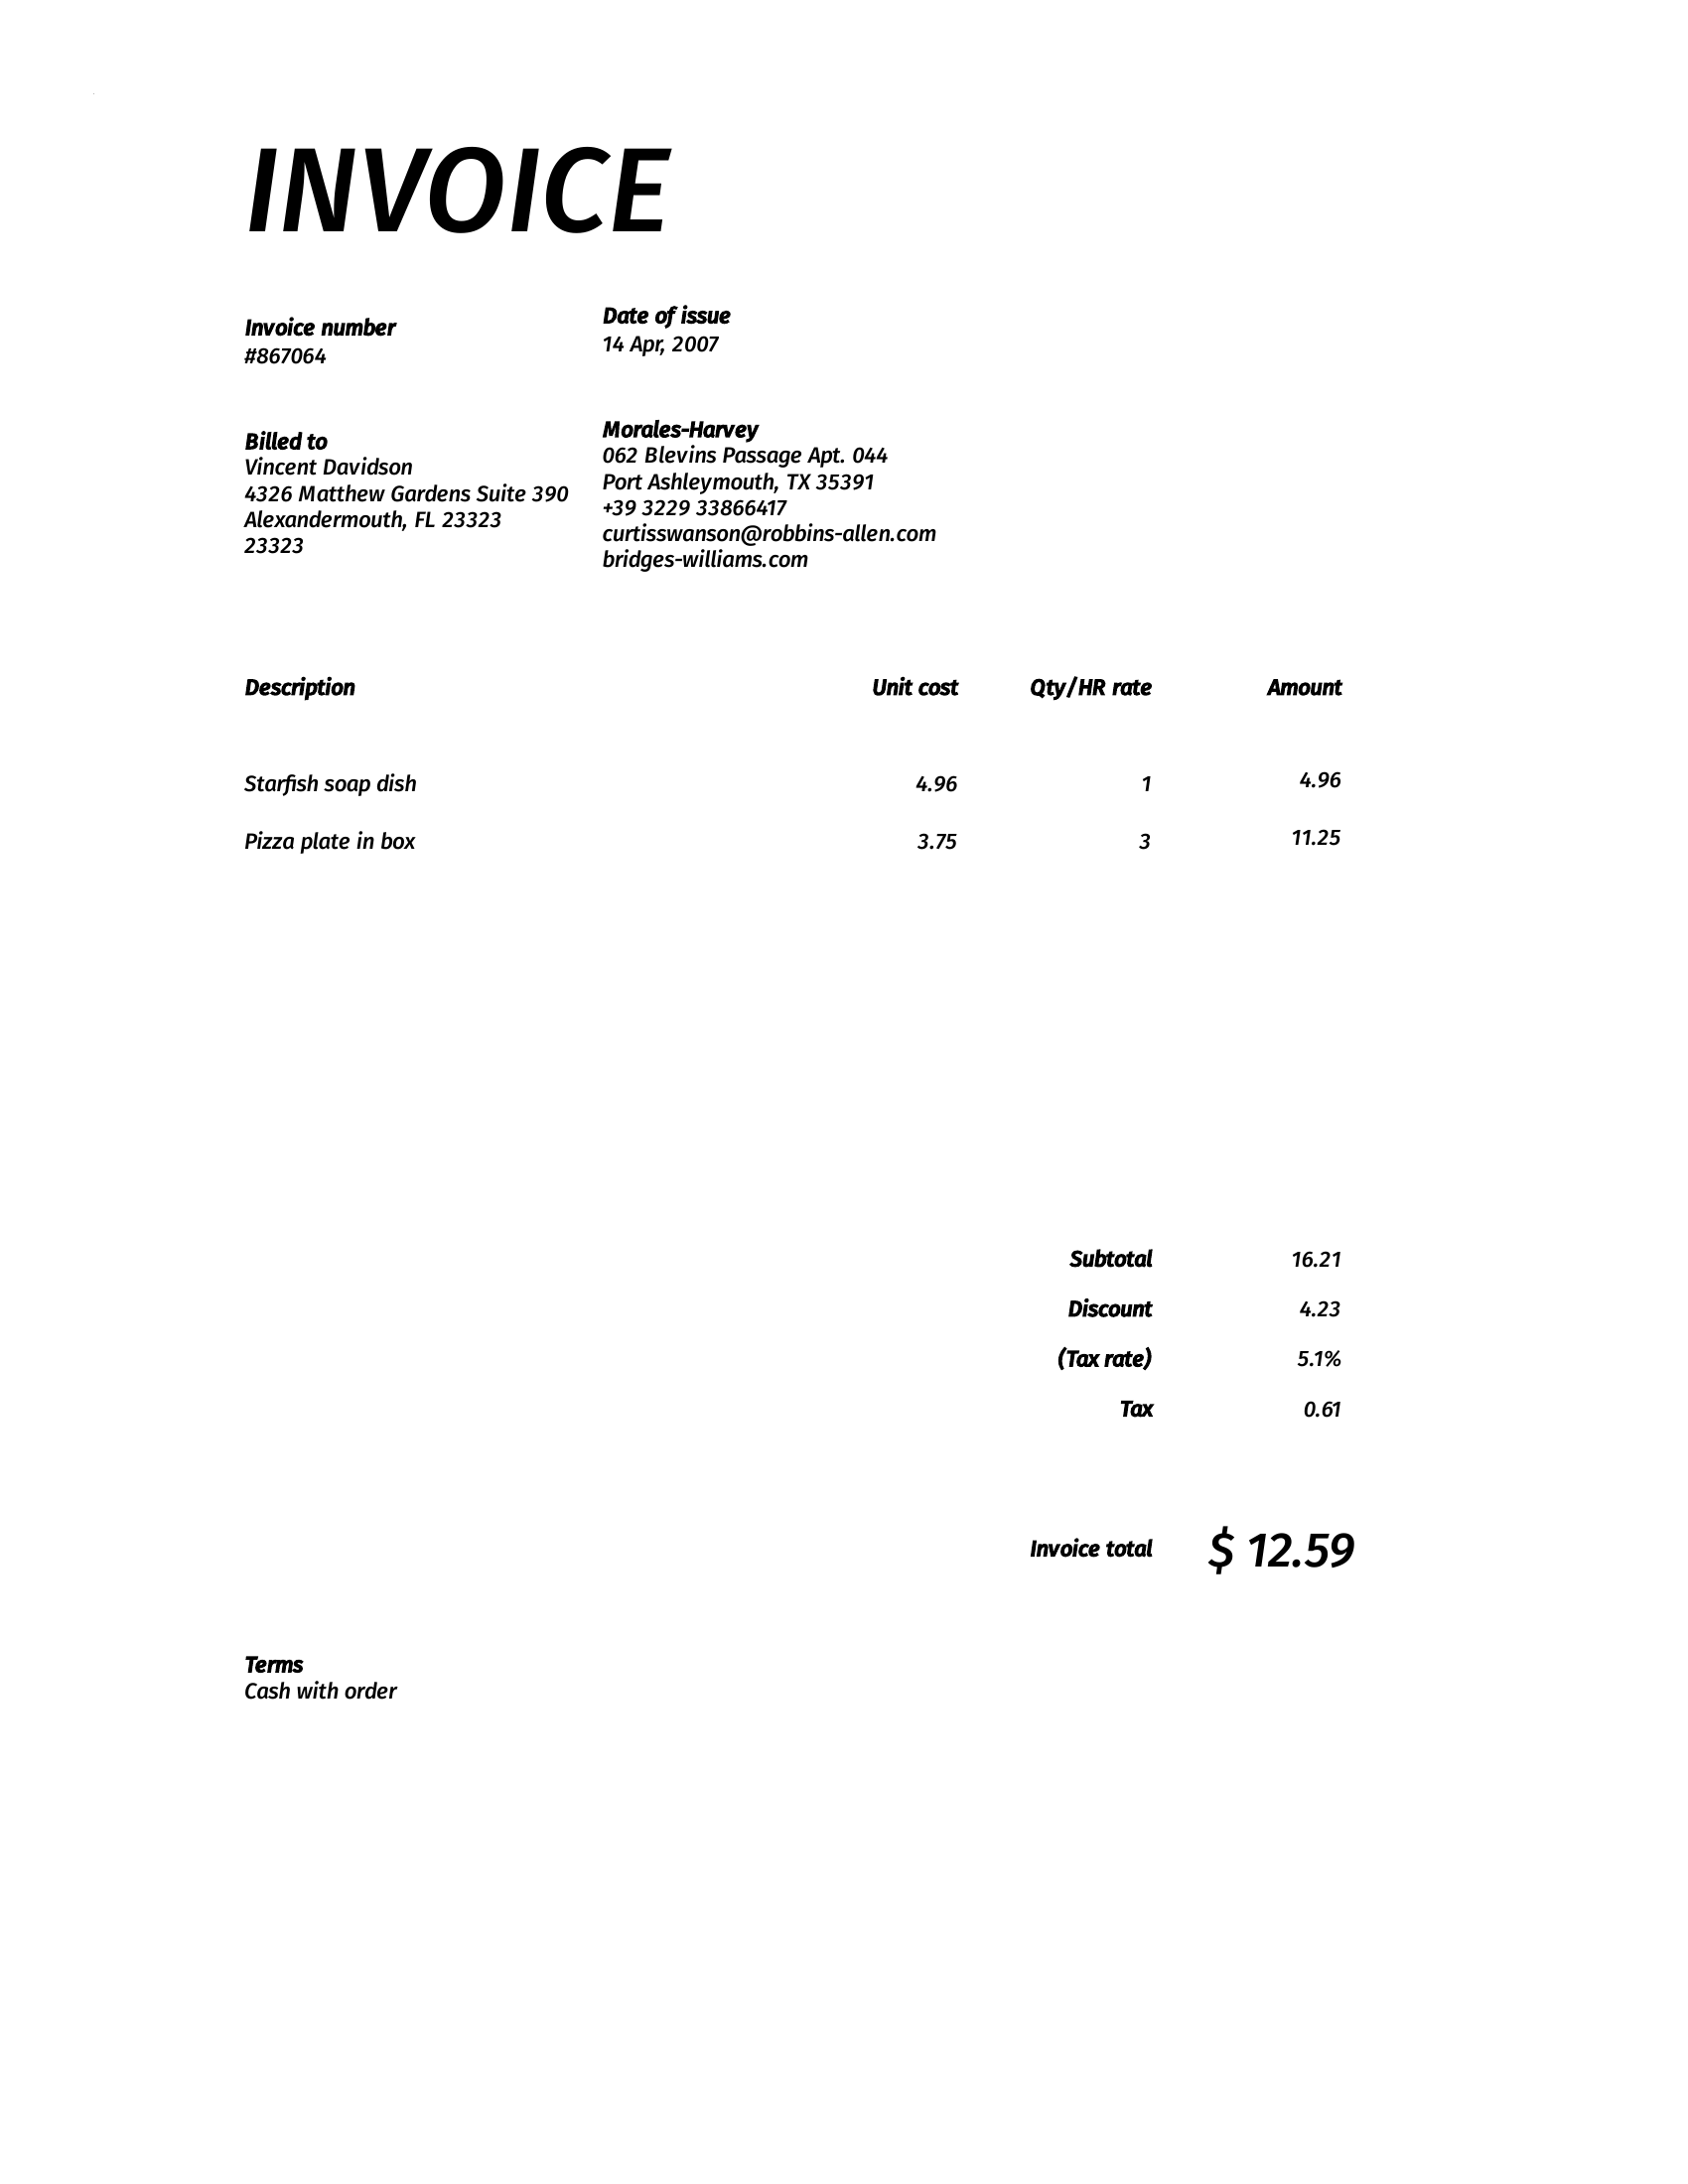 INVOICE
Invoice number
#867064
Date of issue
14 Apr, 2007
Billed to
Vincent Davidson
4326 Matthew Gardens Suite 390
Alexandermouth, FL 23323
23323
Morales-Harvey
062 Blevins Passage Apt. 044
Port Ashleymouth, TX 35391
+39 3229 33866417
curtisswanson@robbins-allen.com
bridges-williams.com
Description Unit cost Qty/HR rate Amount
Starfish soap dish 4.96 1 4.96
Pizza plate in box 3.75 3 11.25
Subtotal 16.21
Discount 4.23
(Tax rate) 5.1%
Tax 0.61
Invoice total $ 12.59
Terms
Cash with order